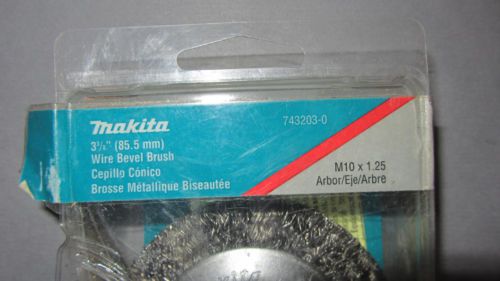 Makita
743203-0
3⅜" (85.5 mm)
Wire Bevel Brush
Cepillo Cónico
Brosse Métallique Biseautée
M10 x 1.25
Arbor/Eje/Arbre